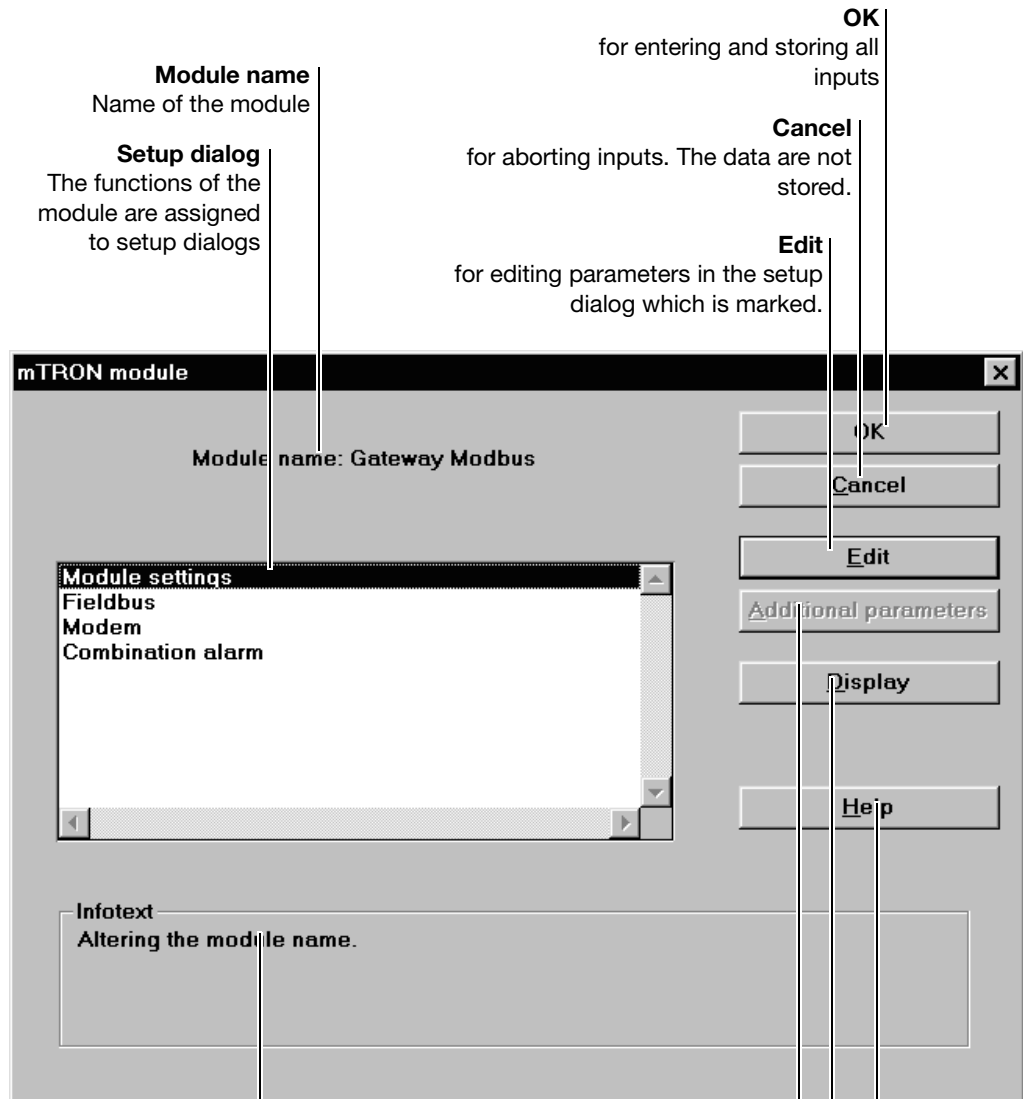 OK
for entering and storing all
inputs
Module name
Name of the module
Cancel
for aborting inputs. The data are not
stored.
Setup dialog
The functions of the
module are assigned
to setup dialogs
Edit
for editing parameters in the setup
dialog which is marked.
mTRON module
Module name: Gateway Modbus
OK
Cancel
Module settings
Fieldbus
Modem
Combination alarm
Edit
Additional parameters
Display
Help
Infotext
Altering the module name.